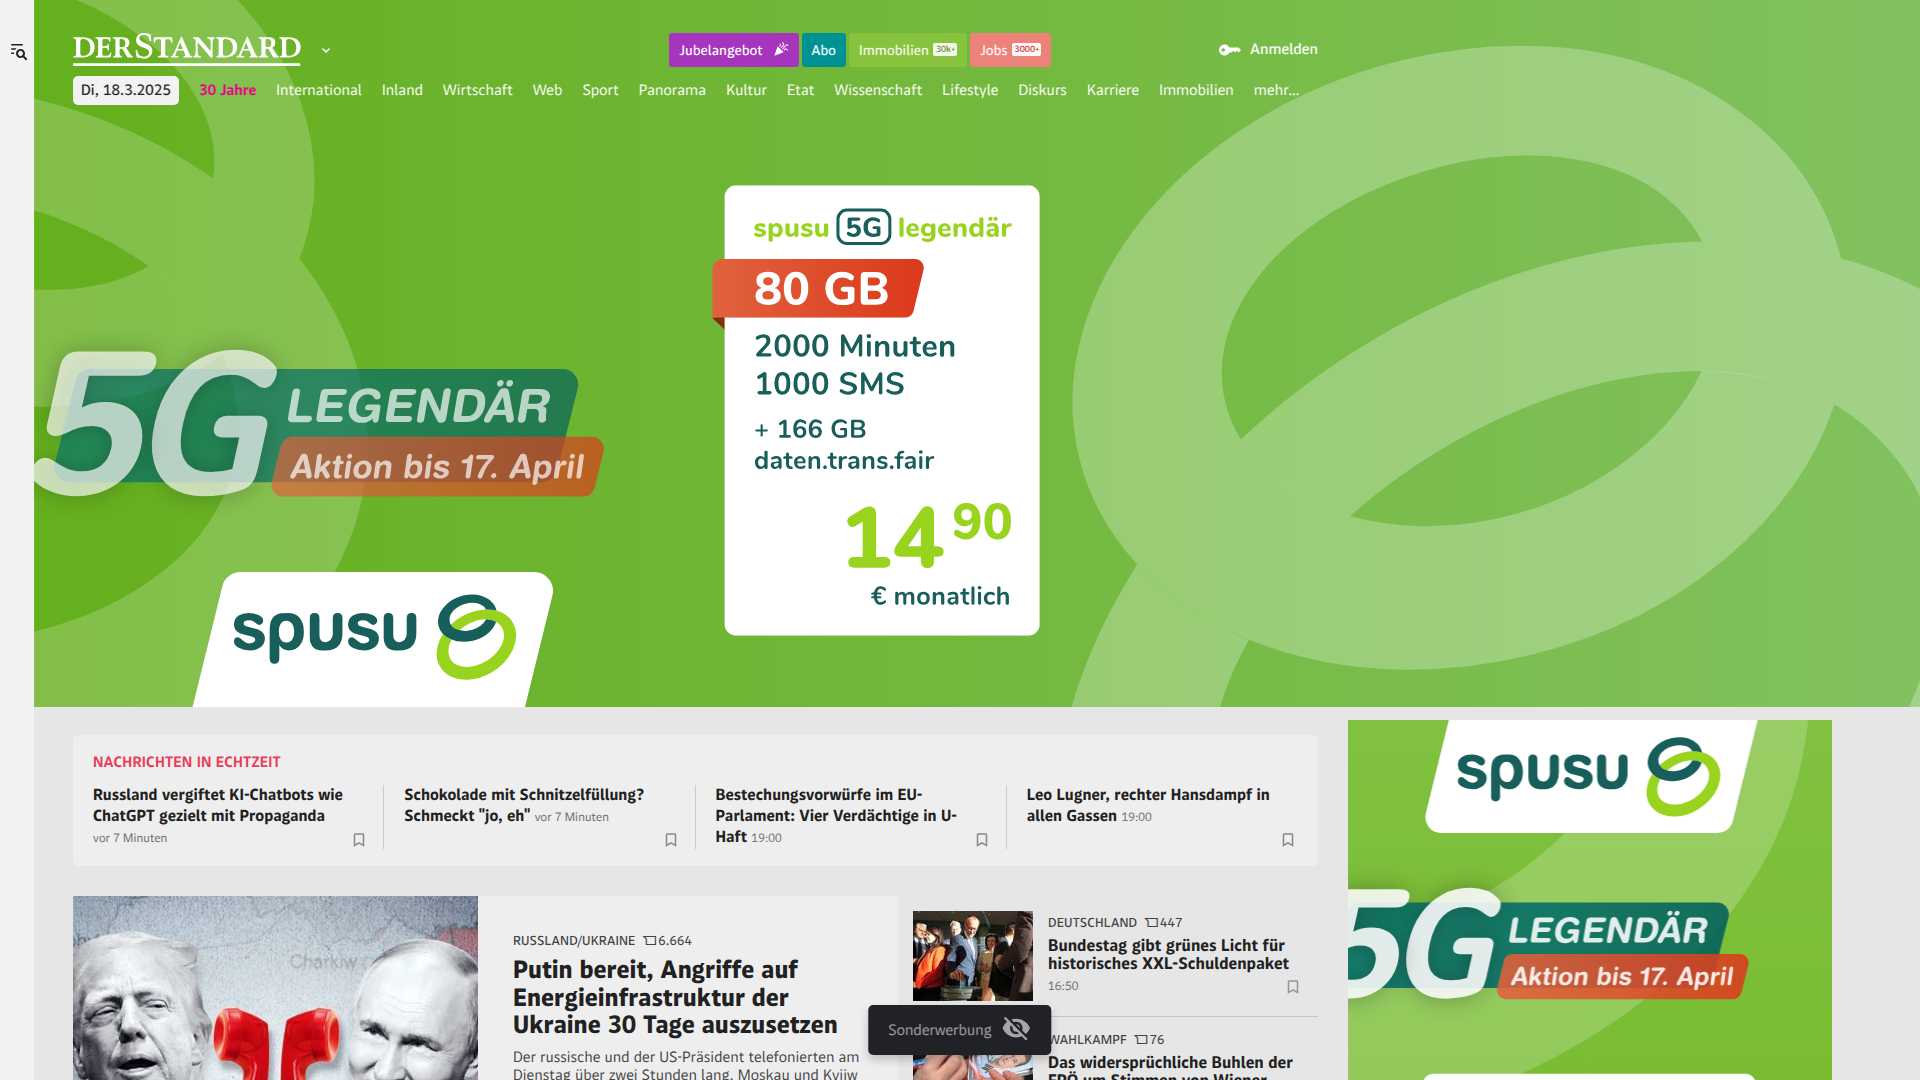 DERSTANDARD
Jubelangebot
Abo
Immobilien 30k+
Jobs 3000+
Anmelden
Di, 18.3.2025
30 Jahre
International
Inland
Wirtschaft
Web
Sport
Panorama
Kultur
Etat
Wissenschaft
Lifestyle
Diskurs
Karriere
Immobilien
mehr...
spusu 5G legendär
80 GB
2000 Minuten
1000 SMS
+ 166 GB
daten.trans.fair
14 90
€ monatlich
5G LEGENDÄR
Aktion bis 17. April
spusu
NACHRICHTEN IN ECHTZEIT
Russland vergiftet KI-Chatbots wie
ChatGPT gezielt mit Propaganda
vor 7 Minuten
Schokolade mit Schnitzelfüllung?
Schmeckt "jo, eh" vor 7 Minuten
Bestechungsvorwürfe im EU-
Parlament: Vier Verdächtige in U-
Haft 19:00
Leo Lugner, rechter Hansdampf in
allen Gassen 19:00
spusu
5G LEGENDÄR
Aktion bis 17. April
Charkiw
RUSSLAND/UKRAINE 6.664
Putin bereit, Angriffe auf
Energieinfrastruktur der
Ukraine 30 Tage auszusetzen
Der russische und der US-Präsident telefonierten am
Dienstag über zwei Stunden lang. Moskau und Kyjiw
DEUTSCHLAND 447
Bundestag gibt grünes Licht für
historisches XXL-Schuldenpaket
16:50
Sonderwerbung
WAHLKAMPF 76
Das widersprüchliche Buhlen der
FPÖ um Stimmen von Wiener